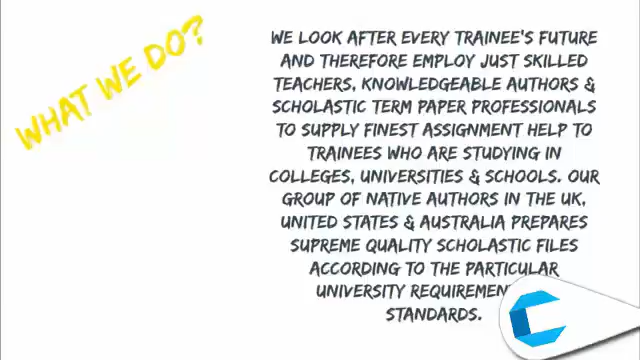 WHAT WE DO?
WE LOOK AFTER EVERY TRAINEE'S FUTURE
AND THEREFORE EMPLOY JUST SKILLED
TEACHERS, KNOWLEDGEABLE AUTHORS &
SCHOLASTIC TERM PAPER PROFESSIONALS
TO SUPPLY FINEST ASSIGNMENT HELP TO
TRAINEES WHO ARE STUDYING IN
COLLEGES, UNIVERSITIES & SCHOOLS. OUR
GROUP OF NATIVE AUTHORS IN THE UK,
UNITED STATES & AUSTRALIA PREPARES
SUPREME QUALITY SCHOLASTIC FILES
ACCORDING TO THE PARTICULAR
UNIVERSITY
STANDARDS.